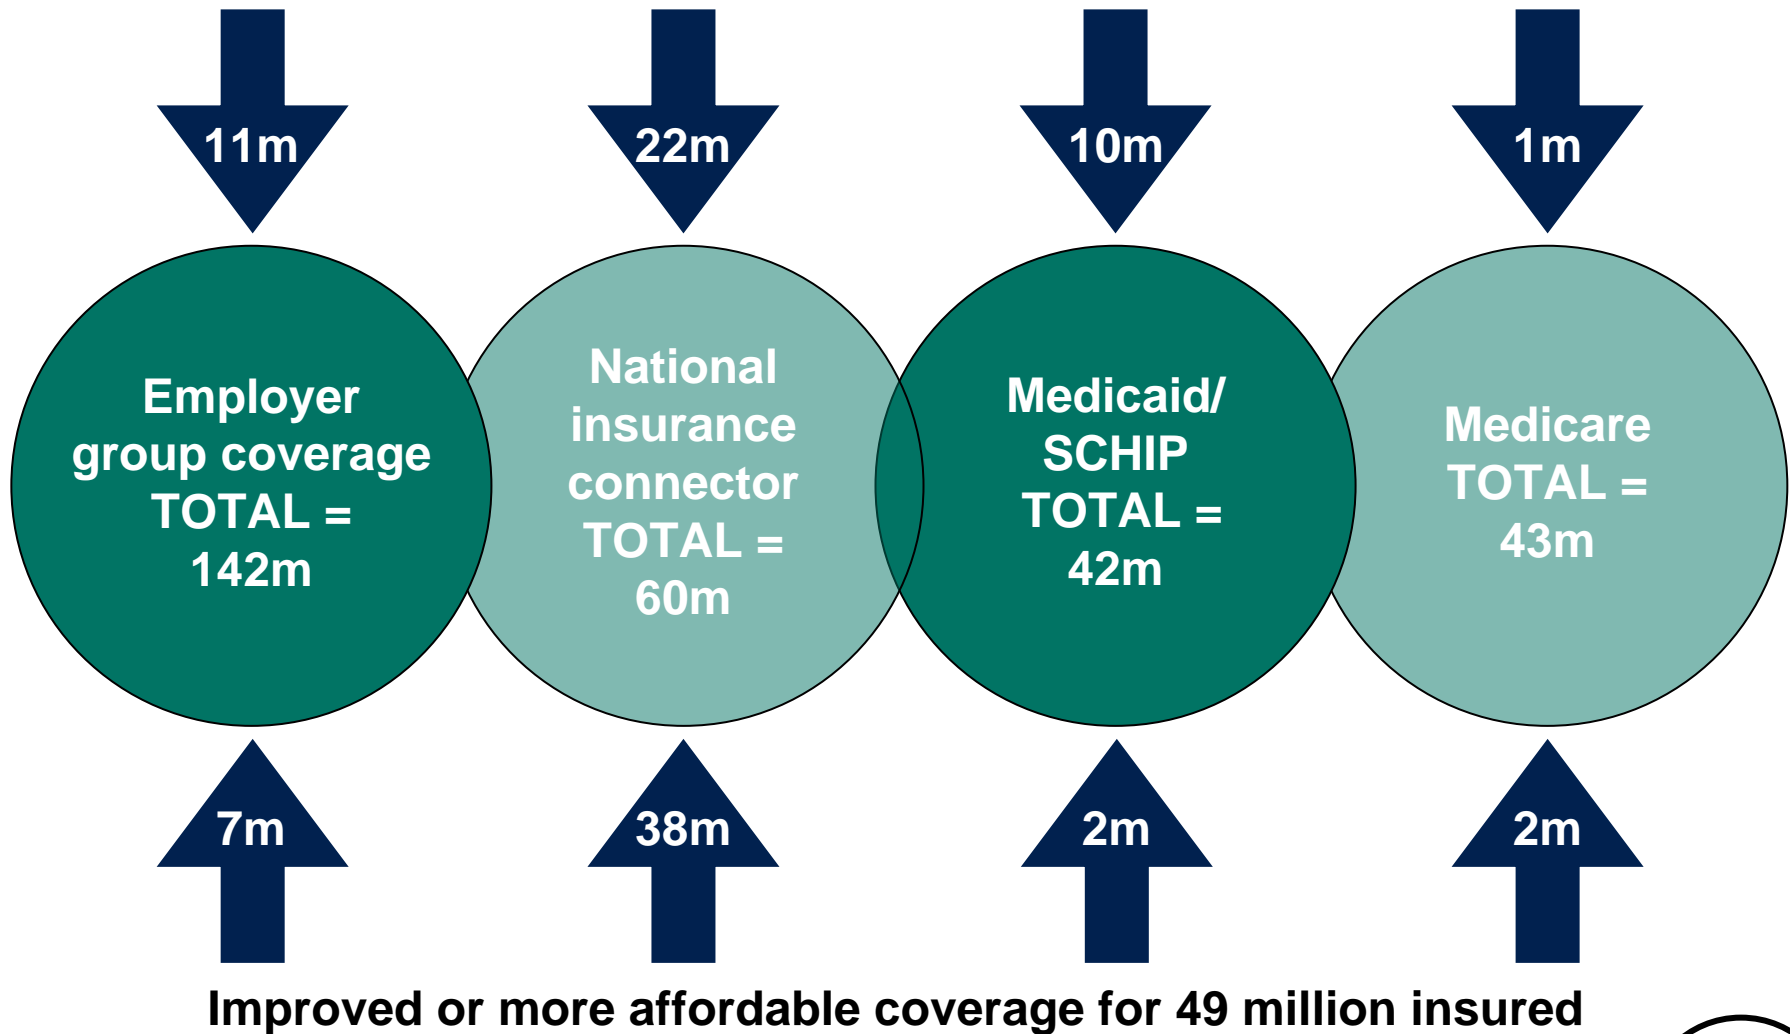 11m
22m
10m
1m
Employer
group coverage
TOTAL =
142m
National
insurance
connector
TOTAL =
60m
Medicaid/
SCHIP
TOTAL =
42m
Medicare
TOTAL =
43m
7m
38m
2m
2m
Improved or more affordable coverage for 49 million insured